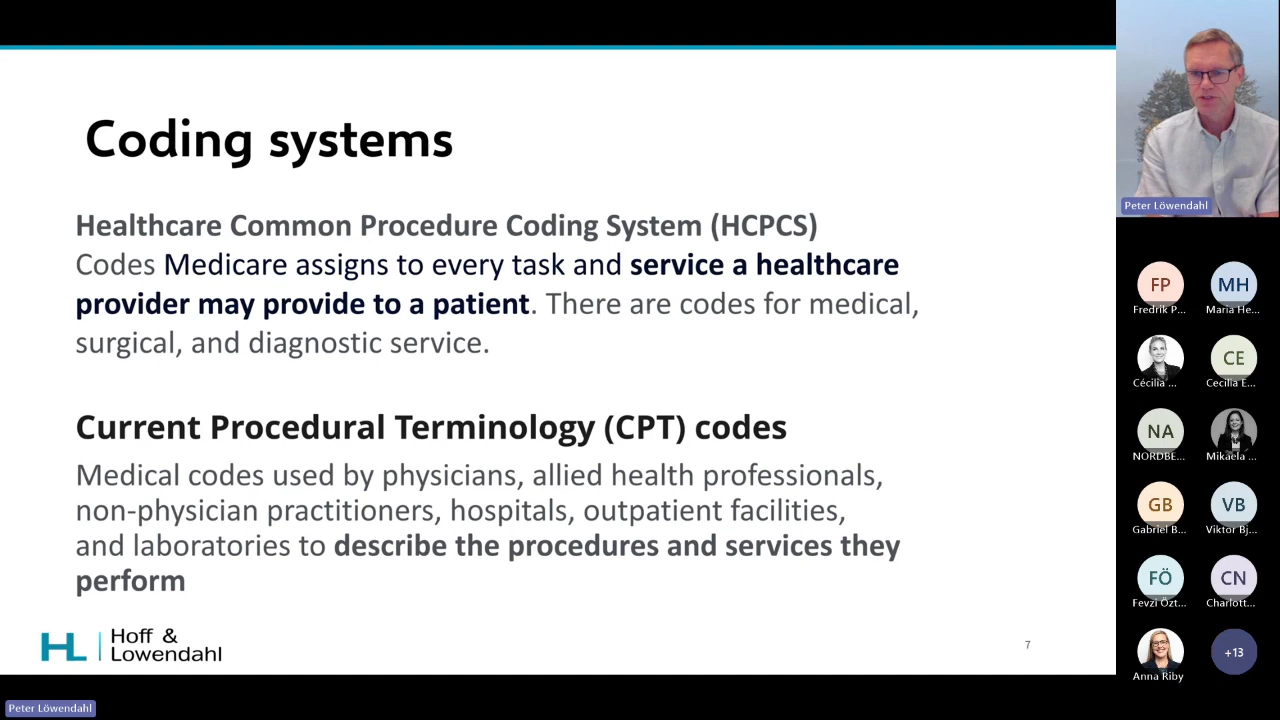 Coding systems
Healthcare Common Procedure Coding System (HCPCS)
Codes Medicare assigns to every task and service a healthcare
provider may provide to a patient. There are codes for medical,
surgical, and diagnostic service.
Current Procedural Terminology (CPT) codes
Medical codes used by physicians, allied health professionals,
non-physician practitioners, hospitals, outpatient facilities,
and laboratories to describe the procedures and services they
perform
HL
Hoff &
Lowendahl
7
Peter Löwendahl
Peter Löwendahl
FP
Fredrik P...
MH
Maria He...
Cécilia ...
CE
Cecilia E...
NA
NORDBE...
Mikaela ...
GB
Gabriel B...
VB
Viktor Bj...
FÖ
Fevzi Özt...
CN
Charlott...
Anna Riby
+13